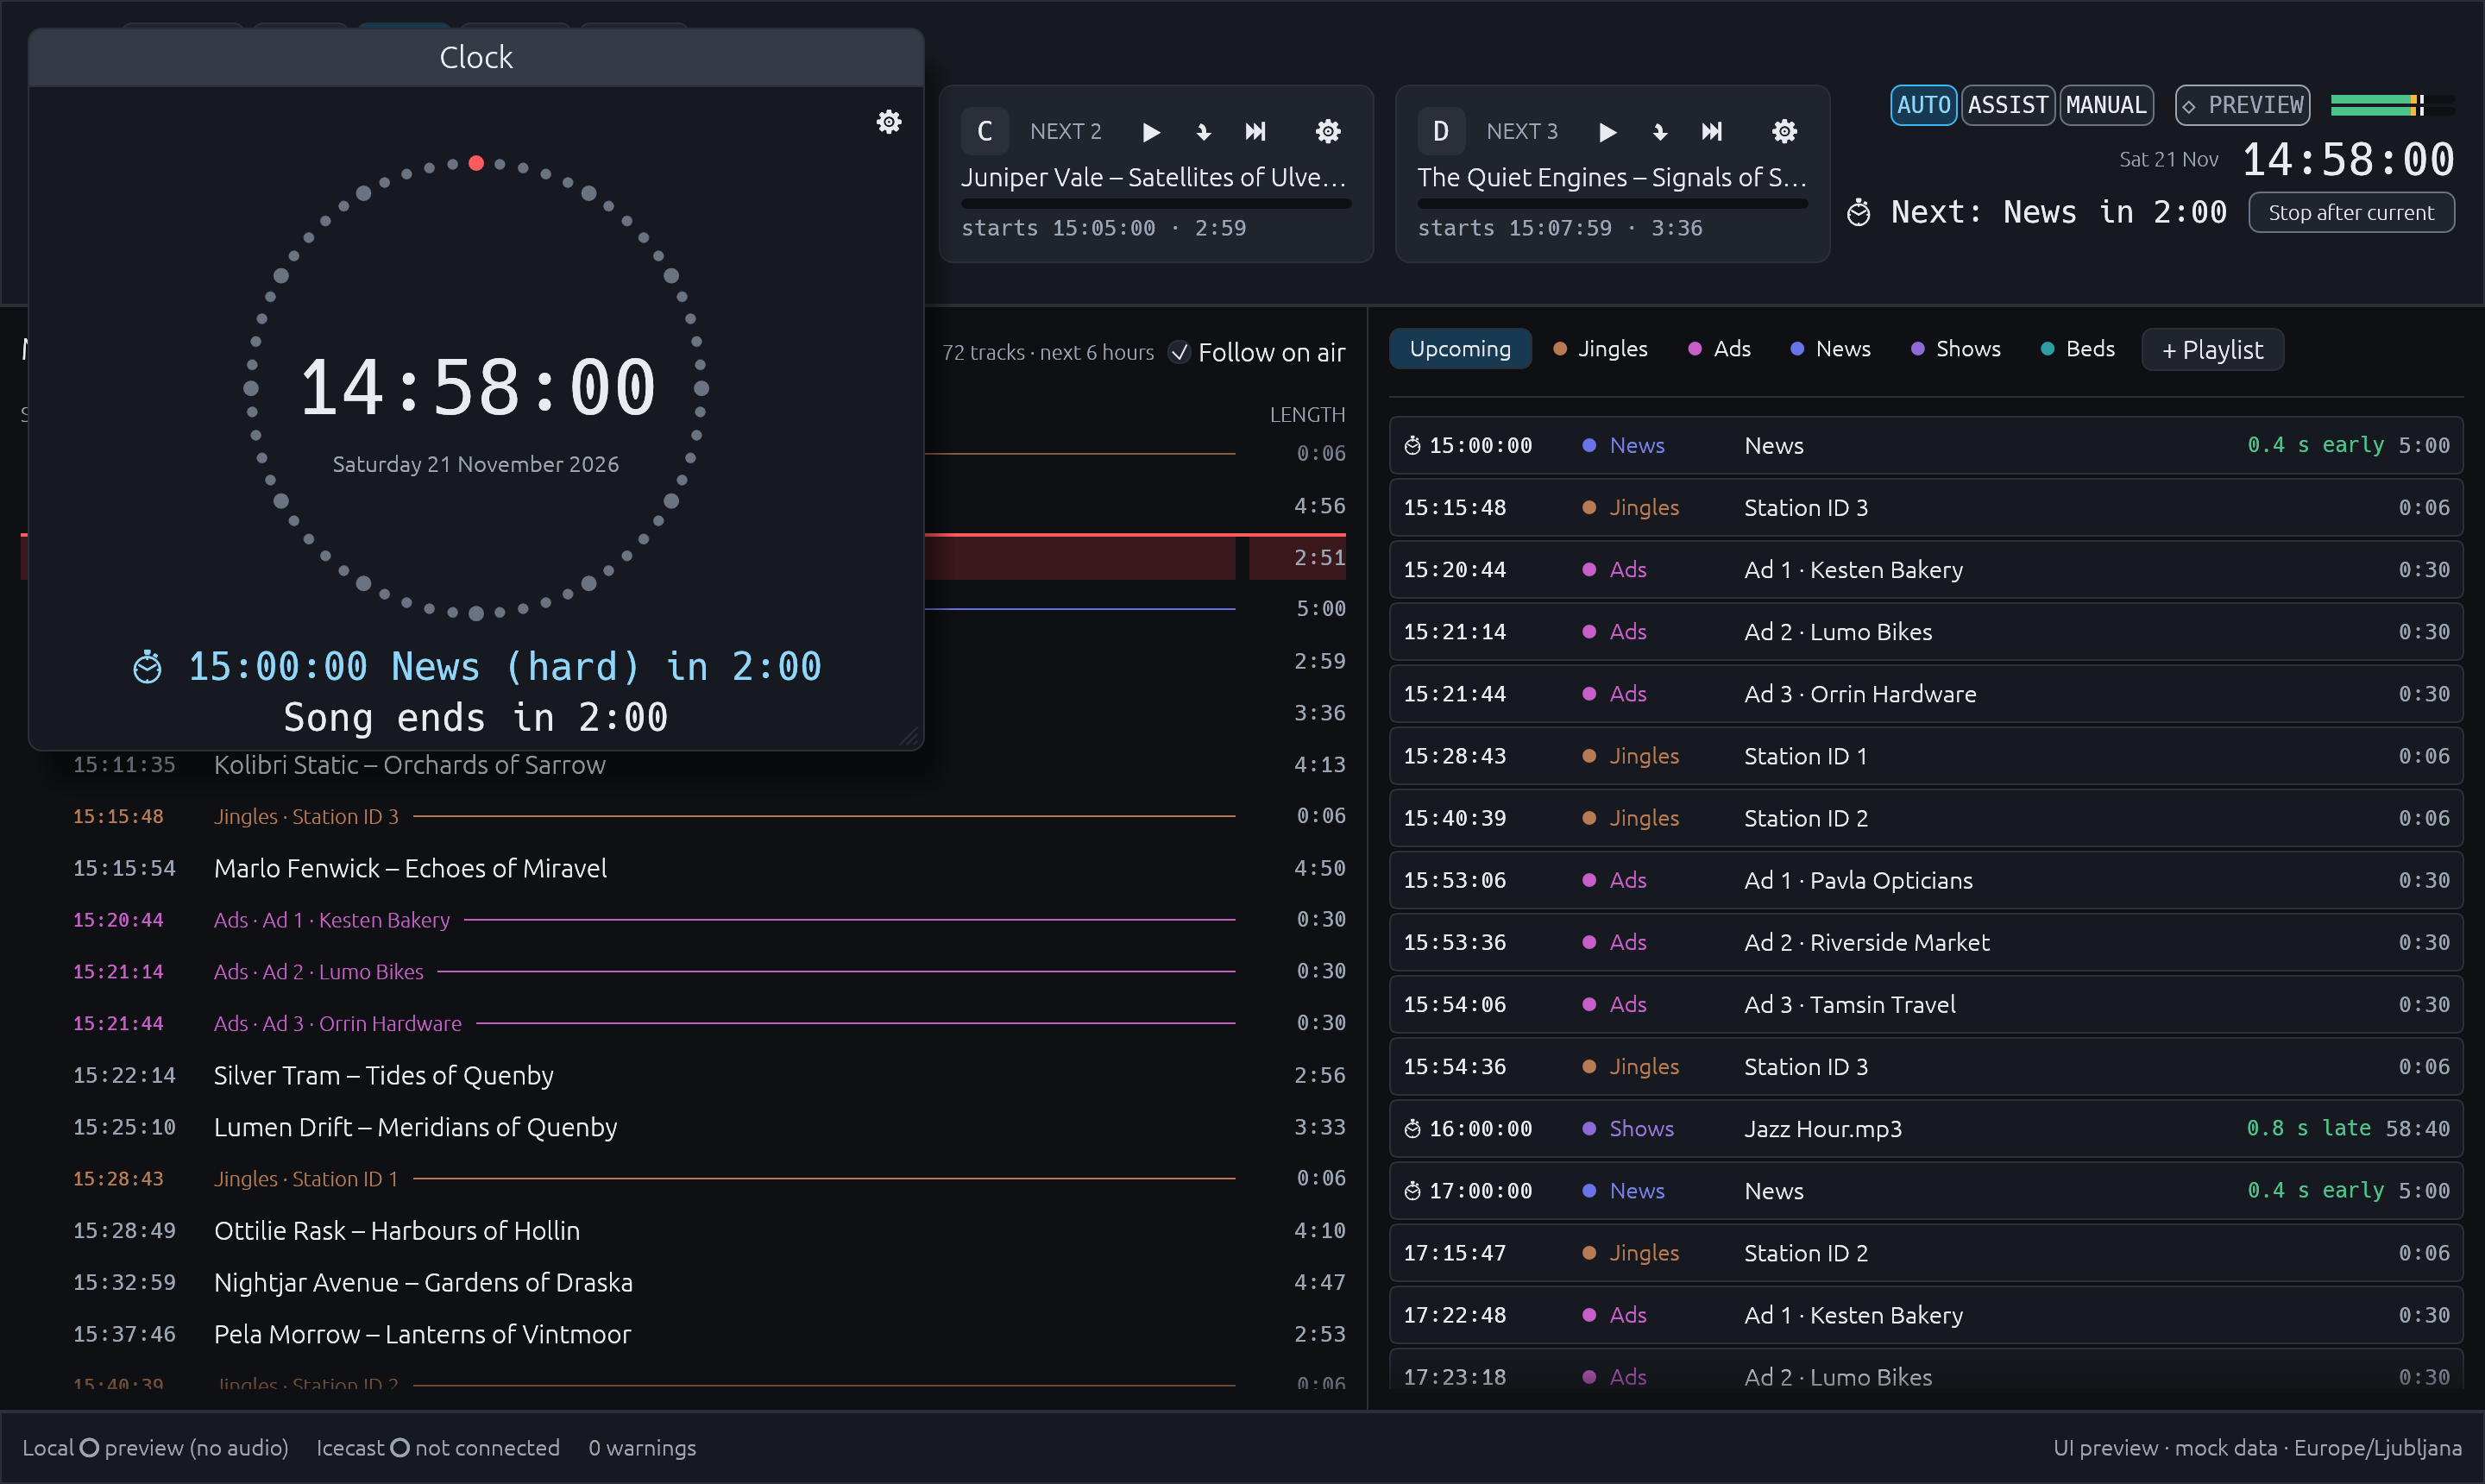 Clock
14:58:00
Saturday 21 November 2026
15:00:00 News (hard) in 2:00
Song ends in 2:00
C NEXT 2
Juniper Vale – Satellites of Ulve…
starts 15:05:00 · 2:59
D NEXT 3
The Quiet Engines – Signals of S…
starts 15:07:59 · 3:36
AUTO ASSIST MANUAL ◇ PREVIEW
Sat 21 Nov 14:58:00
Next: News in 2:00 Stop after current
72 tracks · next 6 hours Follow on air
LENGTH
0:06
4:56
2:51
5:00
2:59
3:36
15:11:35 Kolibri Static – Orchards of Sarrow 4:13
15:15:48 Jingles · Station ID 3 0:06
15:15:54 Marlo Fenwick – Echoes of Miravel 4:50
15:20:44 Ads · Ad 1 · Kesten Bakery 0:30
15:21:14 Ads · Ad 2 · Lumo Bikes 0:30
15:21:44 Ads · Ad 3 · Orrin Hardware 0:30
15:22:14 Silver Tram – Tides of Quenby 2:56
15:25:10 Lumen Drift – Meridians of Quenby 3:33
15:28:43 Jingles · Station ID 1 0:06
15:28:49 Ottilie Rask – Harbours of Hollin 4:10
15:32:59 Nightjar Avenue – Gardens of Draska 4:47
15:37:46 Pela Morrow – Lanterns of Vintmoor 2:53
15:40:39 Jingles · Station ID 2 0:06
Upcoming Jingles Ads News Shows Beds + Playlist
15:00:00 News News 0.4 s early 5:00
15:15:48 Jingles Station ID 3 0:06
15:20:44 Ads Ad 1 · Kesten Bakery 0:30
15:21:14 Ads Ad 2 · Lumo Bikes 0:30
15:21:44 Ads Ad 3 · Orrin Hardware 0:30
15:28:43 Jingles Station ID 1 0:06
15:40:39 Jingles Station ID 2 0:06
15:53:06 Ads Ad 1 · Pavla Opticians 0:30
15:53:36 Ads Ad 2 · Riverside Market 0:30
15:54:06 Ads Ad 3 · Tamsin Travel 0:30
15:54:36 Jingles Station ID 3 0:06
16:00:00 Shows Jazz Hour.mp3 0.8 s late 58:40
17:00:00 News News 0.4 s early 5:00
17:15:47 Jingles Station ID 2 0:06
17:22:48 Ads Ad 1 · Kesten Bakery 0:30
17:23:18 Ads Ad 2 · Lumo Bikes 0:30
Local preview (no audio) Icecast not connected 0 warnings
UI preview · mock data · Europe/Ljubljana